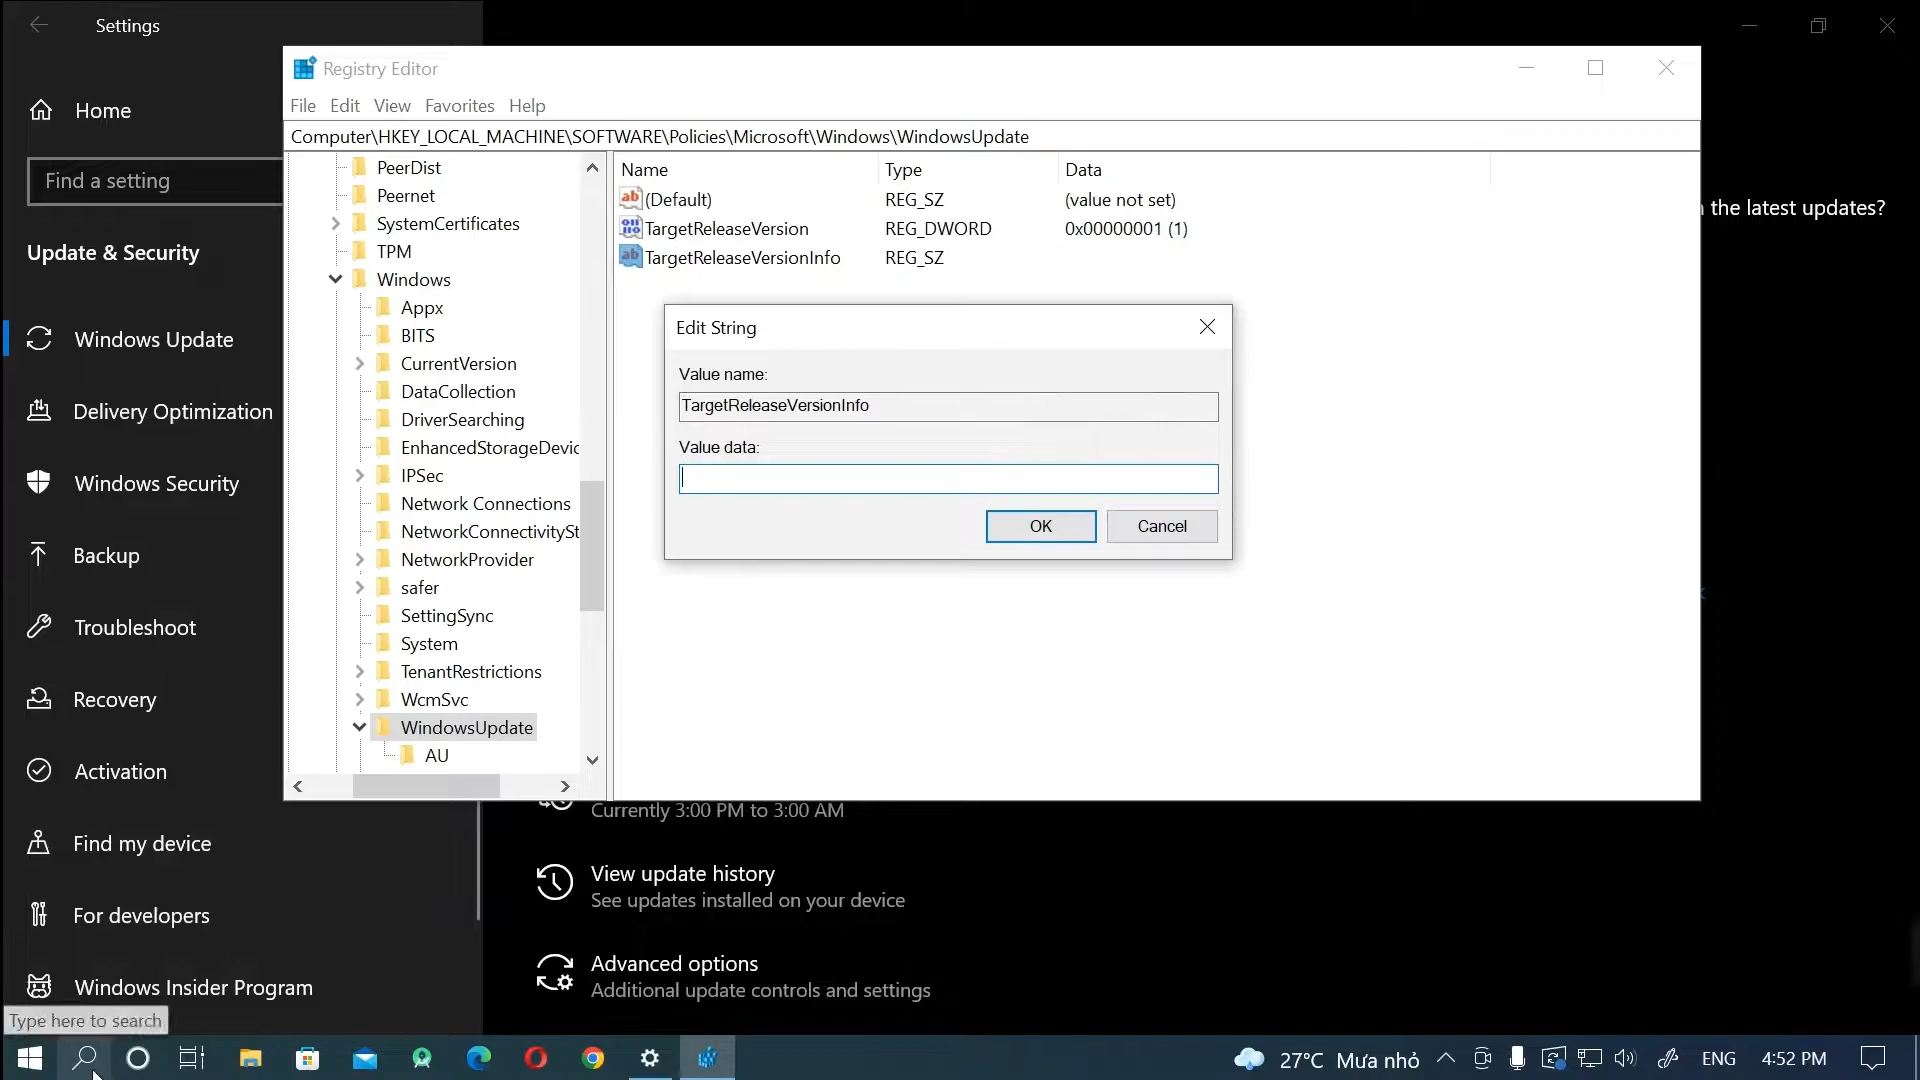 Settings
Home
Find a setting
Update & Security
Windows Update
Delivery Optimization
Windows Security
Backup
Troubleshoot
Recovery
Activation
Find my device
For developers
Windows Insider Program
Type here to search
Registry Editor
File Edit View Favorites Help
Computer\HKEY_LOCAL_MACHINE\SOFTWARE\Policies\Microsoft\Windows\WindowsUpdate
PeerDist
Peernet
SystemCertificates
TPM
Windows
Appx
BITS
CurrentVersion
DataCollection
DriverSearching
EnhancedStorageDevic
IPSec
Network Connections
NetworkConnectivitySt
NetworkProvider
safer
SettingSync
System
TenantRestrictions
WcmSvc
WindowsUpdate
AU
Name Type Data
(Default) REG_SZ (value not set)
TargetReleaseVersion REG_DWORD 0x00000001 (1)
TargetReleaseVersionInfo REG_SZ
Edit String
Value name:
TargetReleaseVersionInfo
Value data:
OK Cancel
the latest updates?
Currently 3:00 PM to 3:00 AM
View update history
See updates installed on your device
Advanced options
Additional update controls and settings
27°C Mưa nhỏ ENG 4:52 PM